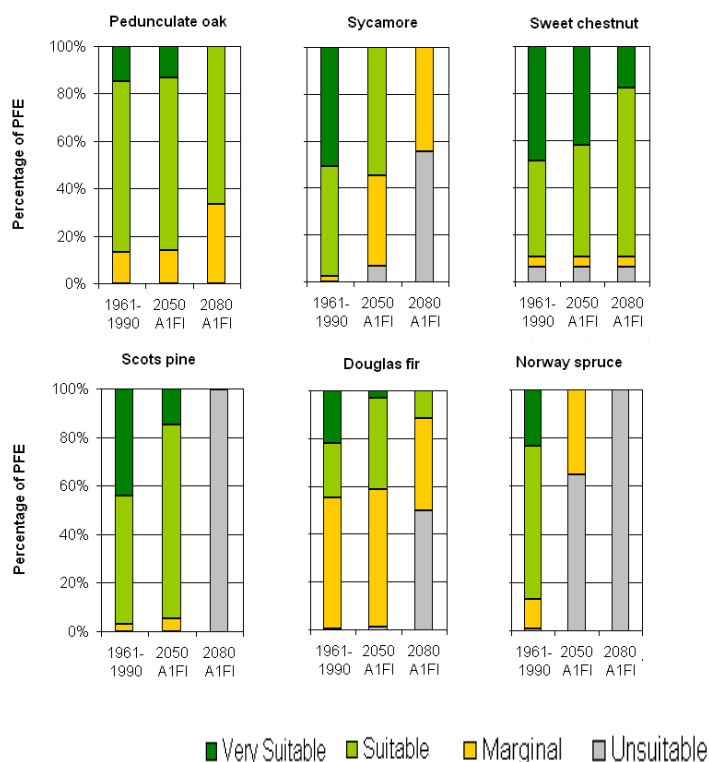 Pedunculate oak
Sycamore
Sweet chestnut
Percentage of PFE
100%
80%
60%
40%
20%
0%
1961-
1990
2050
A1FI
2080
A1FI
1961-
1990
2050
A1FI
2080
A1FI
1961-
1990
2050
A1FI
2080
A1FI
Scots pine
Douglas fir
Norway spruce
Percentage of PFE
100%
80%
60%
40%
20%
0%
1961-
1990
2050
A1FI
2080
A1FI
1961-
1990
2050
A1FI
2080
A1FI
1961-
1990
2050
A1FI
2080
A1FI
Very Suitable Suitable Marginal Unsuitable